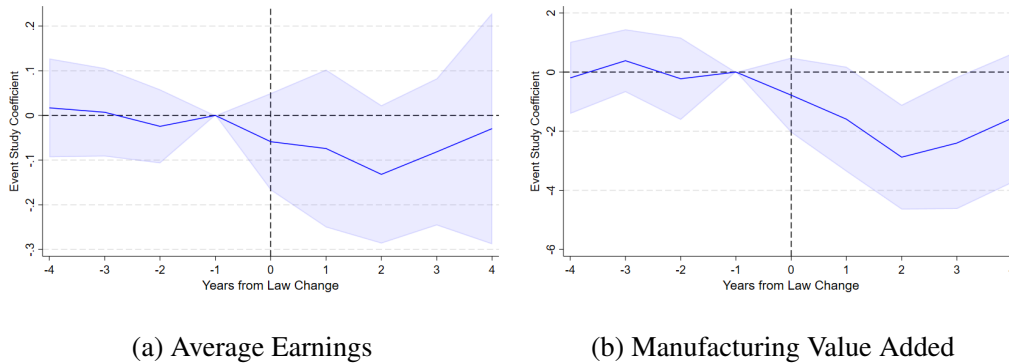 .2
.1
0
-.1
-.2
-.3
Event Study Coefficient
-4 -3 -2 -1 0 1 2 3 4
Years from Law Change
(a) Average Earnings
2
0
-2
-4
-6
Event Study Coefficient
-4 -3 -2 -1 0 1 2 3
Years from Law Change
(b) Manufacturing Value Added